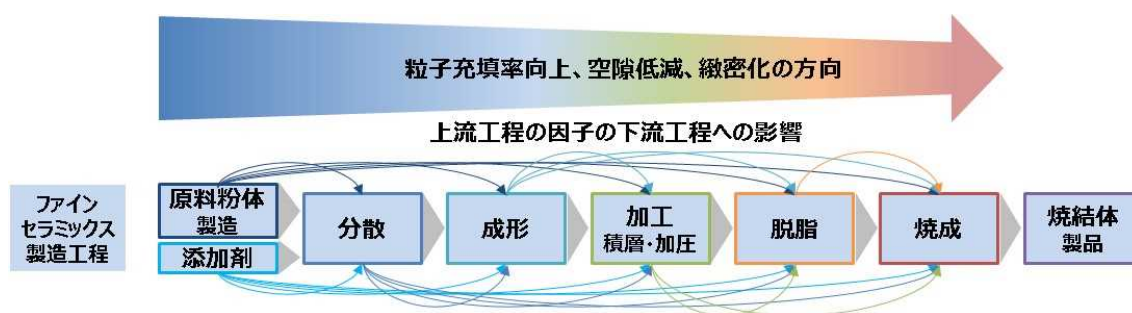 粒子充填率向上、空隙低減、緻密化の方向
上流工程の因子の下流工程への影響
ファイン
セラミックス
製造工程
原料粉体
製造
添加剤
分散
成形
加工
積層・加圧
脱脂
焼成
焼結体
製品